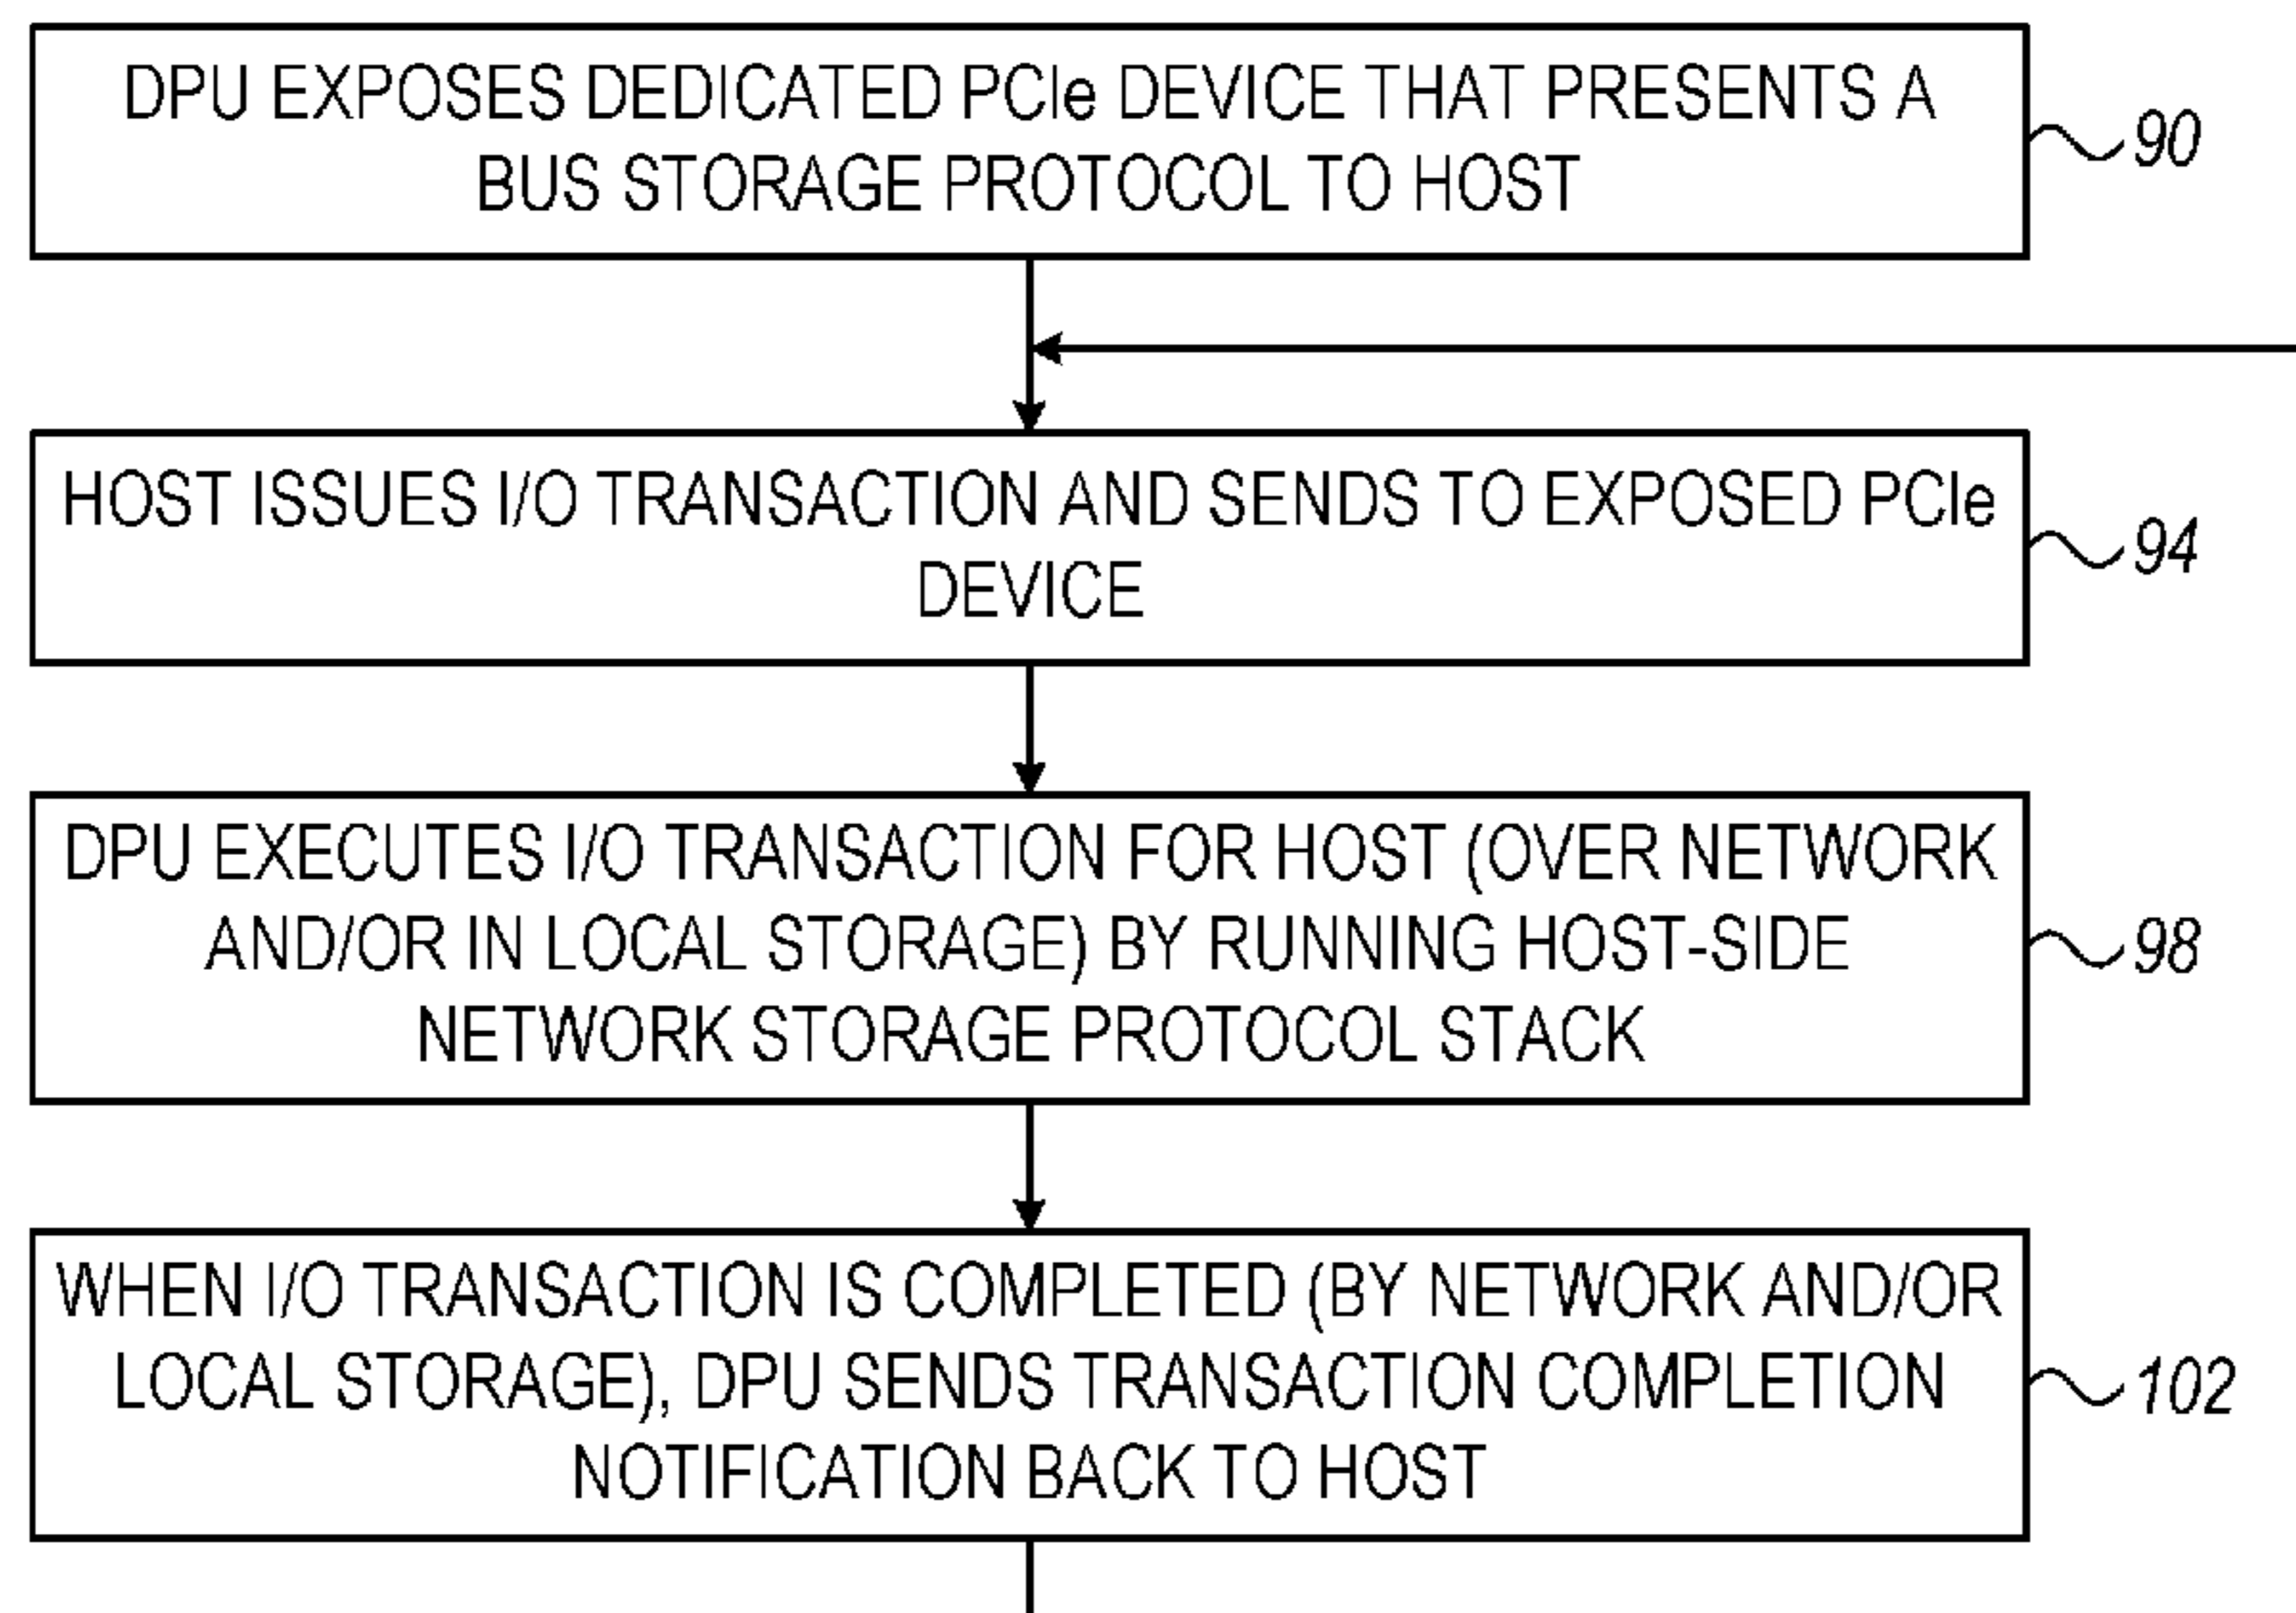 DPU EXPOSES DEDICATED PCIe DEVICE THAT PRESENTS A
BUS STORAGE PROTOCOL TO HOST
90
HOST ISSUES I/O TRANSACTION AND SENDS TO EXPOSED PCIe
DEVICE
94
DPU EXECUTES I/O TRANSACTION FOR HOST (OVER NETWORK
AND/OR IN LOCAL STORAGE) BY RUNNING HOST-SIDE
NETWORK STORAGE PROTOCOL STACK
98
WHEN I/O TRANSACTION IS COMPLETED (BY NETWORK AND/OR
LOCAL STORAGE), DPU SENDS TRANSACTION COMPLETION
NOTIFICATION BACK TO HOST
102